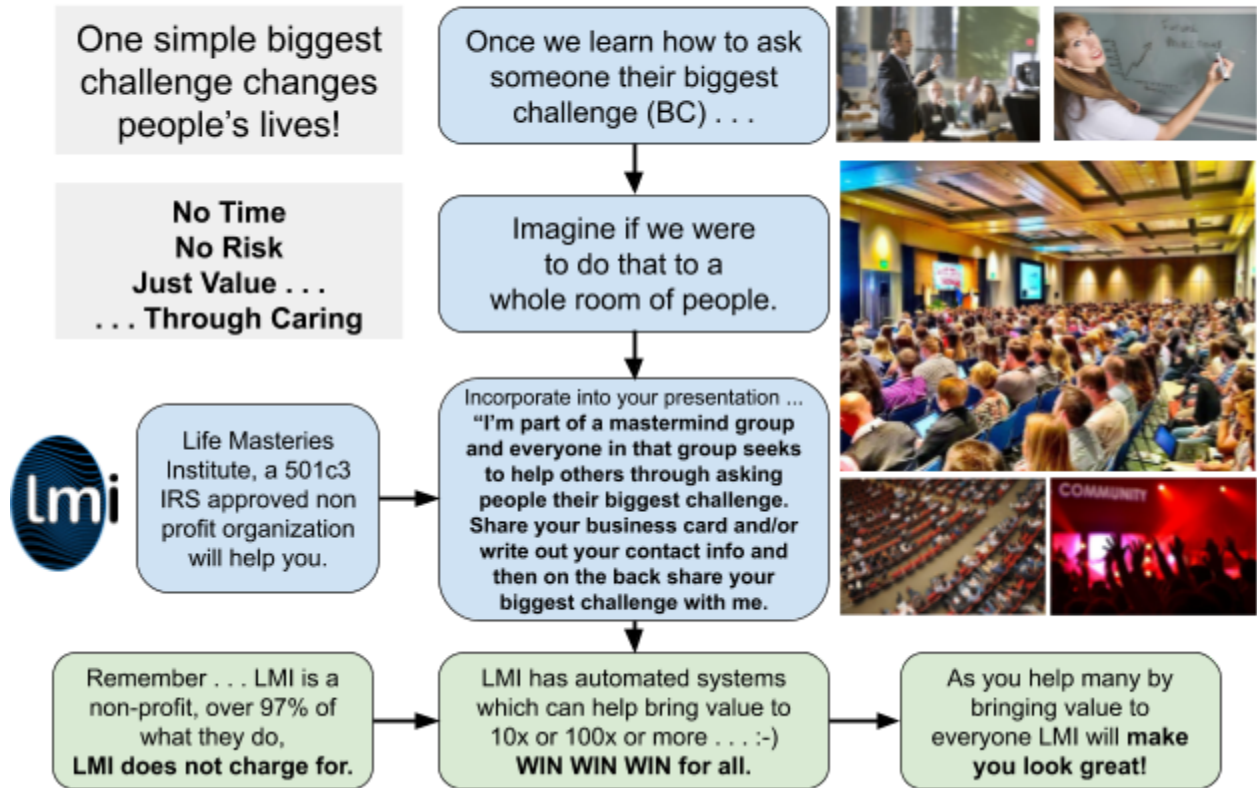 One simple biggest
challenge changes
people's lives!
No Time
No Risk
Just Value . . .
. . . Through Caring
Once we learn how to ask
someone their biggest
challenge (BC) . . .
Imagine if we were
to do that to a
whole room of people.
lmi
Life Masteries
Institute, a 501c3
IRS approved non
profit organization
will help you.
Incorporate into your presentation ...
“I'm part of a mastermind group
and everyone in that group seeks
to help others through asking
people their biggest challenge.
Share your business card and/or
write out your contact info and
then on the back share your
biggest challenge with me.
COMMUNITY
Remember . . . LMI is a
non-profit, over 97% of
what they do,
LMI does not charge for.
LMI has automated systems
which can help bring value to
10x or 100x or more . . . :-)
WIN WIN WIN for all.
As you help many by
bringing value to
everyone LMI will make
you look great!